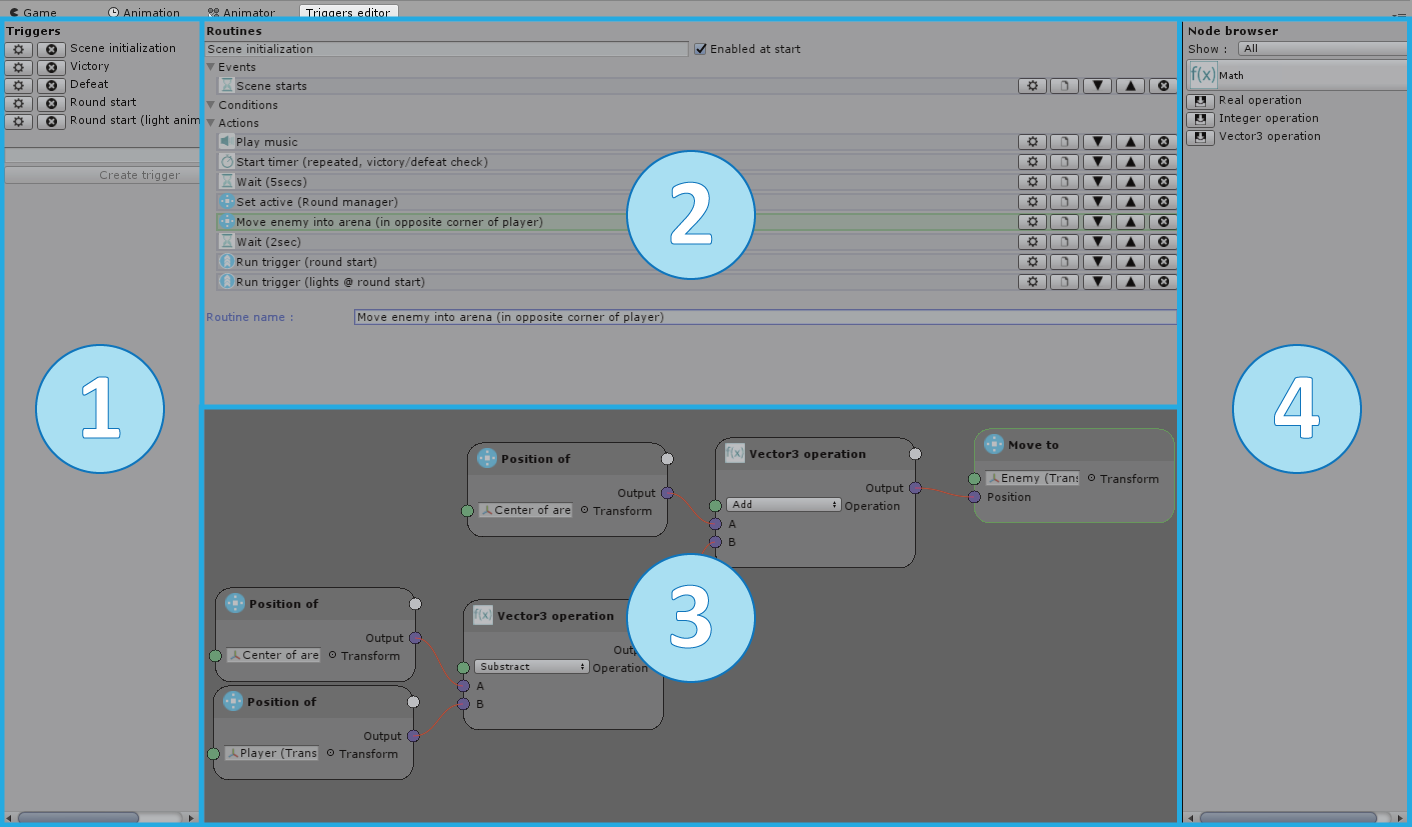 Game Animation Animator Triggers editor
Triggers
Scene initialization
Victory
Defeat
Round start
Round start (light anim
Create trigger
1
Routines
Scene initialization Enabled at start
Events
Scene starts
Conditions
Actions
Play music
Start timer (repeated, victory/defeat check)
Wait (5secs)
Set active (Round manager)
Move enemy into arena (in opposite corner of player)
Wait (2sec)
Run trigger (round start)
Run trigger (lights @ round start)
Routine name : Move enemy into arena (in opposite corner of player)
2
Position of
Output
Center of are Transform
f(x) Vector3 operation
Output
Add Operation
A
B
Move to
Enemy (Trans Transform
Position
Position of
Output
Center of are Transform
f(x) Vector3 operation
Outp
Substract Operation
A
B
Position of
Output
Player (Trans Transform
3
Node browser
Show : All
f(x) Math
Real operation
Integer operation
Vector3 operation
4